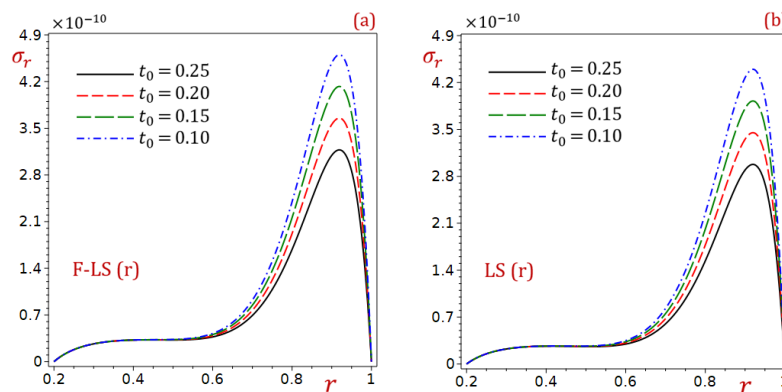 ×10⁻¹⁰ (a)
4.9
σr
4.2
3.5
2.8
2.1
1.4
0.7
0
t₀ = 0.25
t₀ = 0.20
t₀ = 0.15
t₀ = 0.10
F-LS (r)
0.2 0.4 0.6 0.8 1
r
×10⁻¹⁰ (b)
4.9
σr
4.2
3.5
2.8
2.1
1.4
0.7
0
t₀ = 0.25
t₀ = 0.20
t₀ = 0.15
t₀ = 0.10
LS (r)
0.2 0.4 0.6 0.8
r